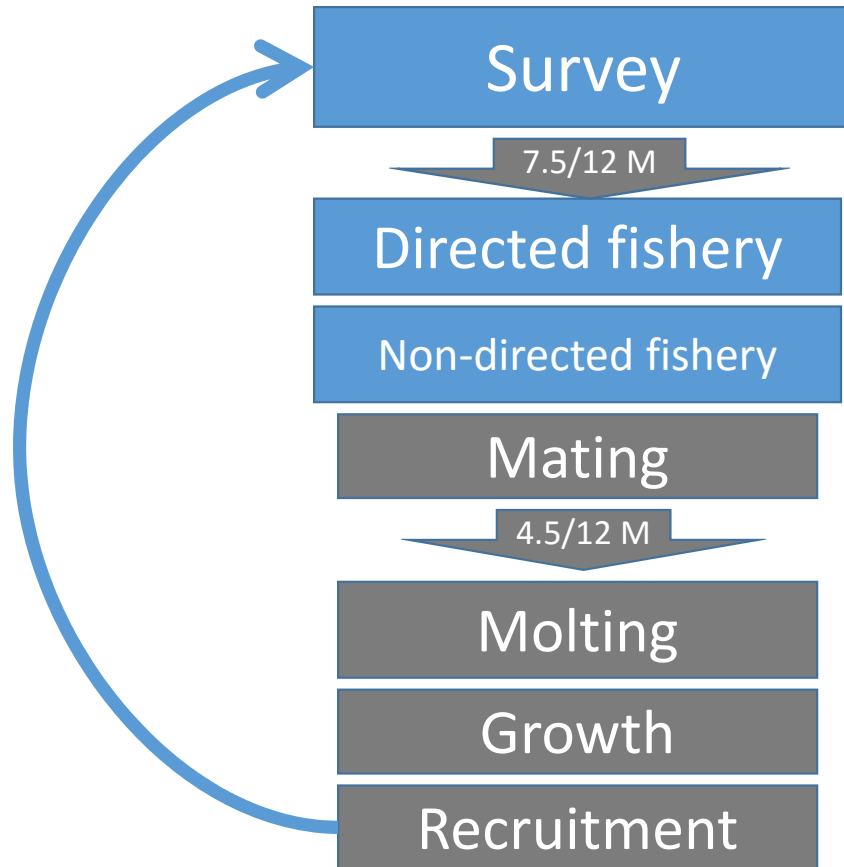 Survey
7.5/12 M
Directed fishery
Non-directed fishery
Mating
4.5/12 M
Molting
Growth
Recruitment